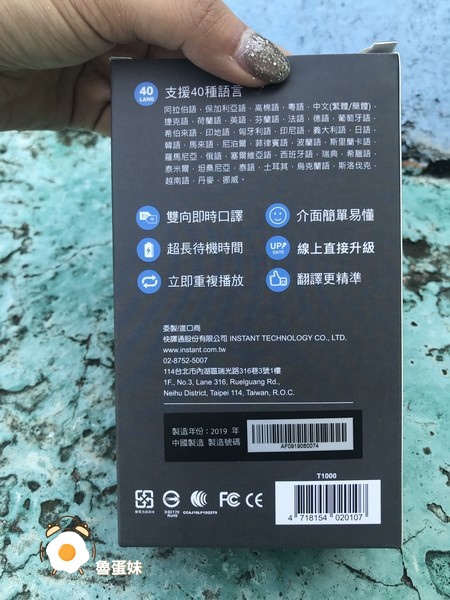 40
LANG
支援40種語言
阿拉伯語，保加利亞語，高棉語，粵語，中文(繁體/簡體)，
捷克語，荷蘭語，英語，芬蘭語，法語，德語，葡萄牙語，
希伯來語，印地語，匈牙利語，印尼語，義大利語，日語，
韓語，馬來語，尼泊爾，菲律賓語，波蘭語，斯里蘭卡語，
羅馬尼亞，俄語，塞爾維亞語，西班牙語，瑞典，希臘語，
泰米爾，坦桑尼亞，泰語，土耳其，烏克蘭語，斯洛伐克，
越南語，丹麥，挪威。
雙向即時口譯
介面簡單易懂
超長待機時間
UP!
DATE
線上直接升級
立即重複播放
翻譯更精準
委製/進口商
快譯通股份有限公司 INSTANT TECHNOLOGY CO., LTD.
www.instant.com.tw
02-8752-5007
114台北市內湖區瑞光路316巷3號1樓
1F., No.3, Lane 316, Ruelguang Rd.,
Neihu District, Taipei 114, Taiwan, R.O.C.
製造年份：2019 年
中國製造 製造號碼
AF0919060074
T1000
FC CE
4 718154 020107
魯蛋妹